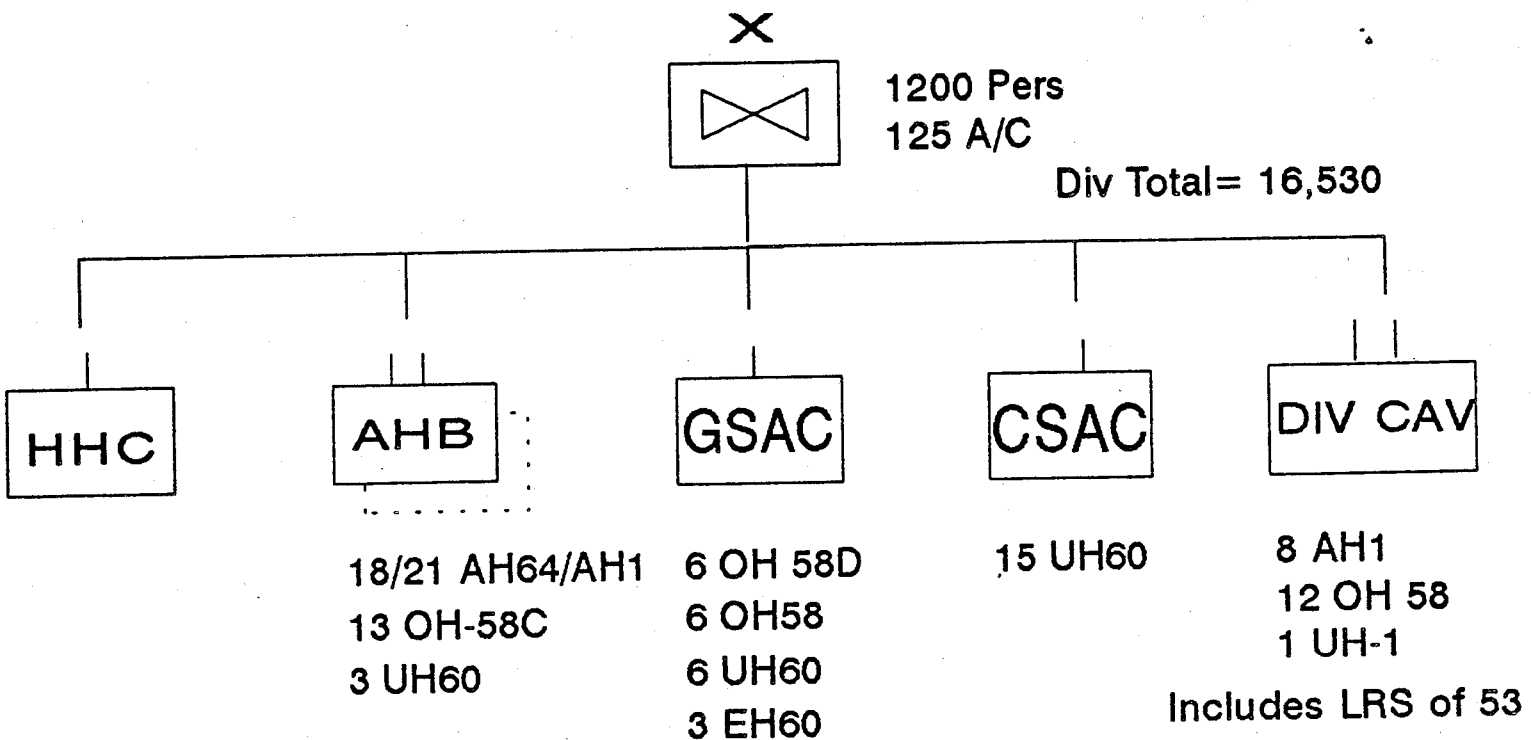 X
1200 Pers
125 A/C
Div Total= 16,530
HHC
AHB
GSAC
CSAC
DIV CAV
18/21 AH64/AH1
13 OH-58C
3 UH60
6 OH 58D
6 OH58
6 UH60
3 EH60
15 UH60
8 AH1
12 OH 58
1 UH-1
Includes LRS of 53